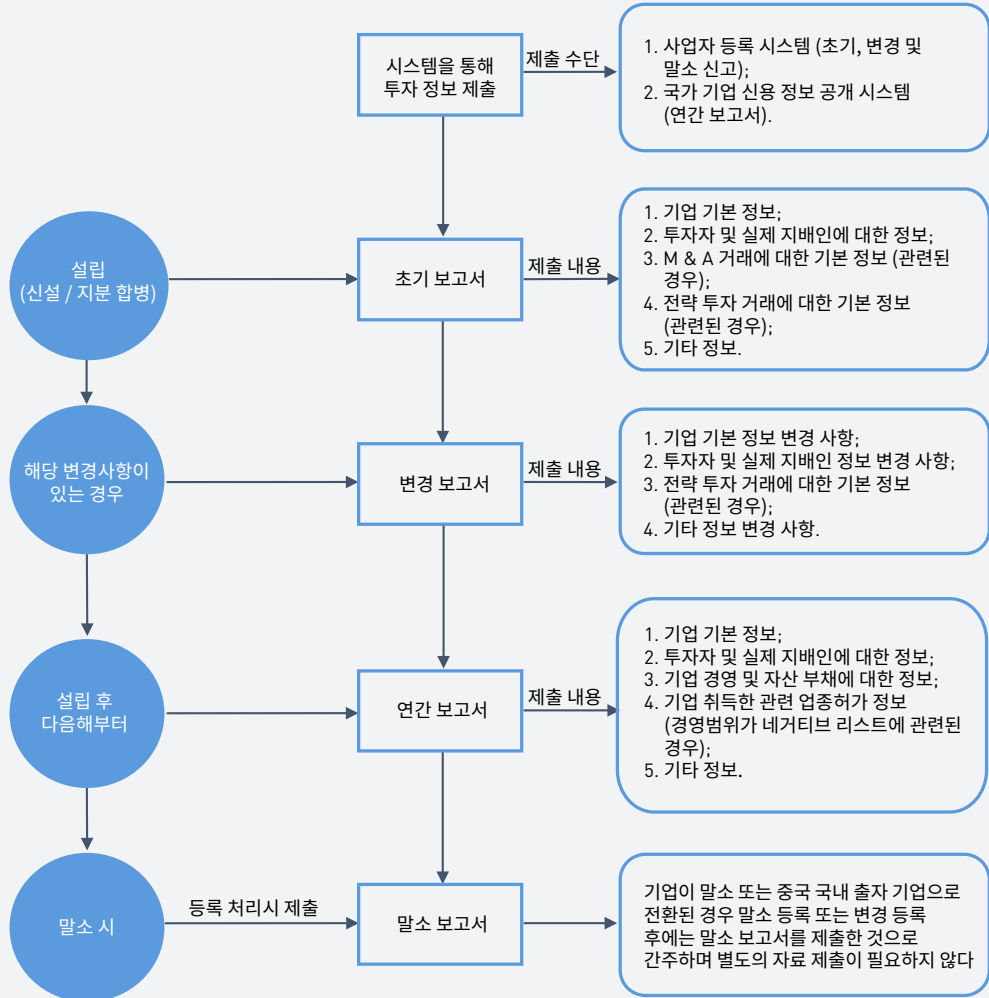 시스템을 통해
투자 정보 제출
제출 수단
1. 사업자 등록 시스템 (초기, 변경 및
말소 신고);
2. 국가 기업 신용 정보 공개 시스템
(연간 보고서).
설립
(신설 / 지분 합병)
초기 보고서
제출 내용
1. 기업 기본 정보;
2. 투자자 및 실제 지배인에 대한 정보;
3. M & A 거래에 대한 기본 정보 (관련된
경우);
4. 전략 투자 거래에 대한 기본 정보
(관련된 경우);
5. 기타 정보.
해당 변경사항이
있는 경우
변경 보고서
제출 내용
1. 기업 기본 정보 변경 사항;
2. 투자자 및 실제 지배인 정보 변경 사항;
3. 전략 투자 거래에 대한 기본 정보
(관련된 경우);
4. 기타 정보 변경 사항.
설립 후
다음해부터
연간 보고서
제출 내용
1. 기업 기본 정보;
2. 투자자 및 실제 지배인에 대한 정보;
3. 기업 경영 및 자산 부채에 대한 정보;
4. 기업 취득한 관련 업종허가 정보
(경영범위가 네거티브 리스트에 관련된
경우);
5. 기타 정보.
말소 시
등록 처리시 제출
말소 보고서
기업이 말소 또는 중국 국내 출자 기업으로
전환된 경우 말소 등록 또는 변경 등록
후에는 말소 보고서를 제출한 것으로
간주하며 별도의 자료 제출이 필요하지 않다